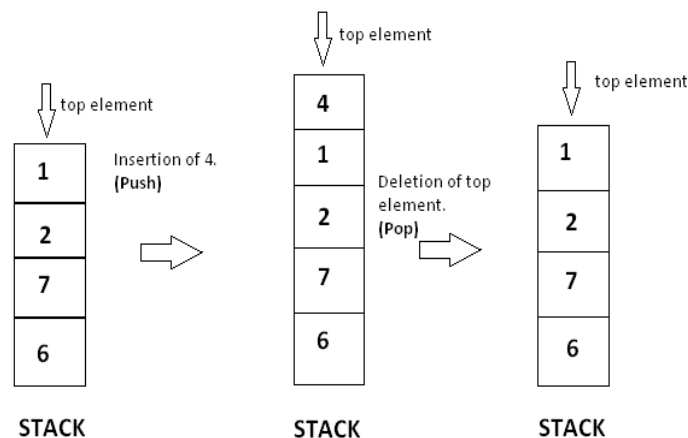 top element
1
2
7
6
STACK
Insertion of 4.
(Push)
top element
4
1
2
7
6
STACK
Deletion of top
element.
(Pop)
top element
1
2
7
6
STACK